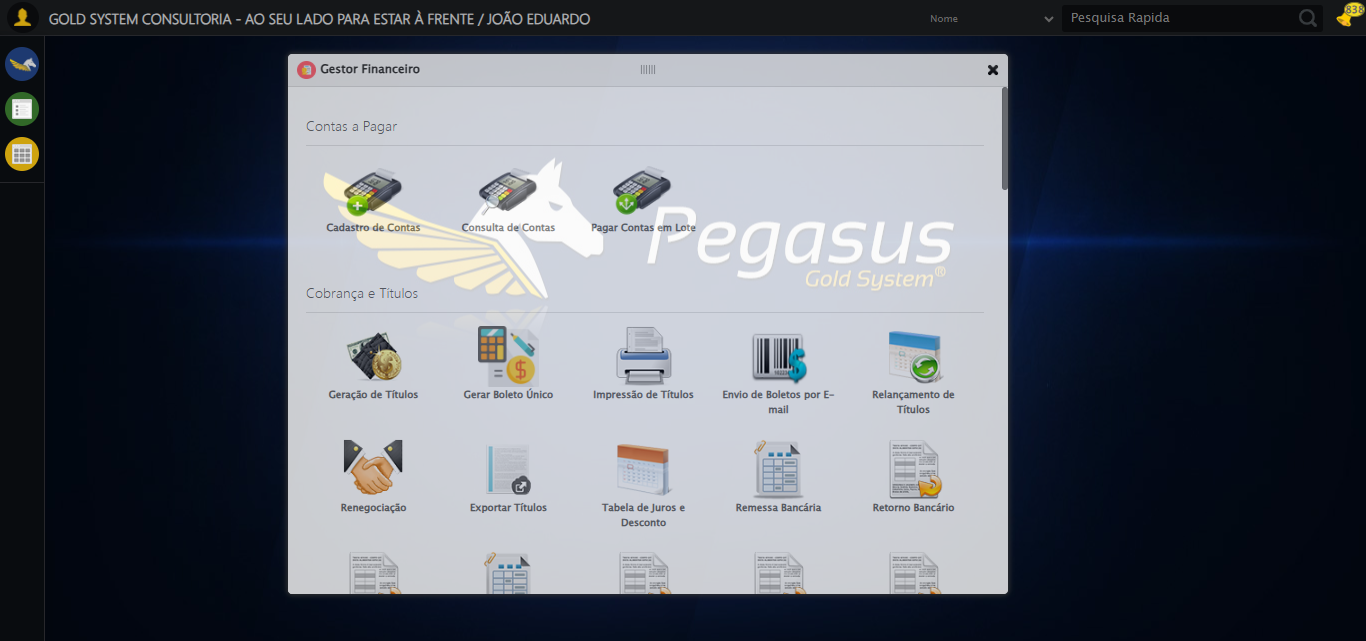 GOLD SYSTEM CONSULTORIA - AO SEU LADO PARA ESTAR À FRENTE / JOÃO EDUARDO
Nome
Pesquisa Rapida
838
Gestor Financeiro
Contas a Pagar
Cadastro de Contas
Consulta de Contas
Pagar Contas em Lote
Pegasus
Gold System®
Cobrança e Títulos
Geração de Títulos
Gerar Boleto Único
Impressão de Títulos
Envio de Boletos por E-
mail
Relançamento de
Títulos
Renegociação
Exportar Títulos
Tabela de Juros e
Desconto
Remessa Bancária
Retorno Bancário